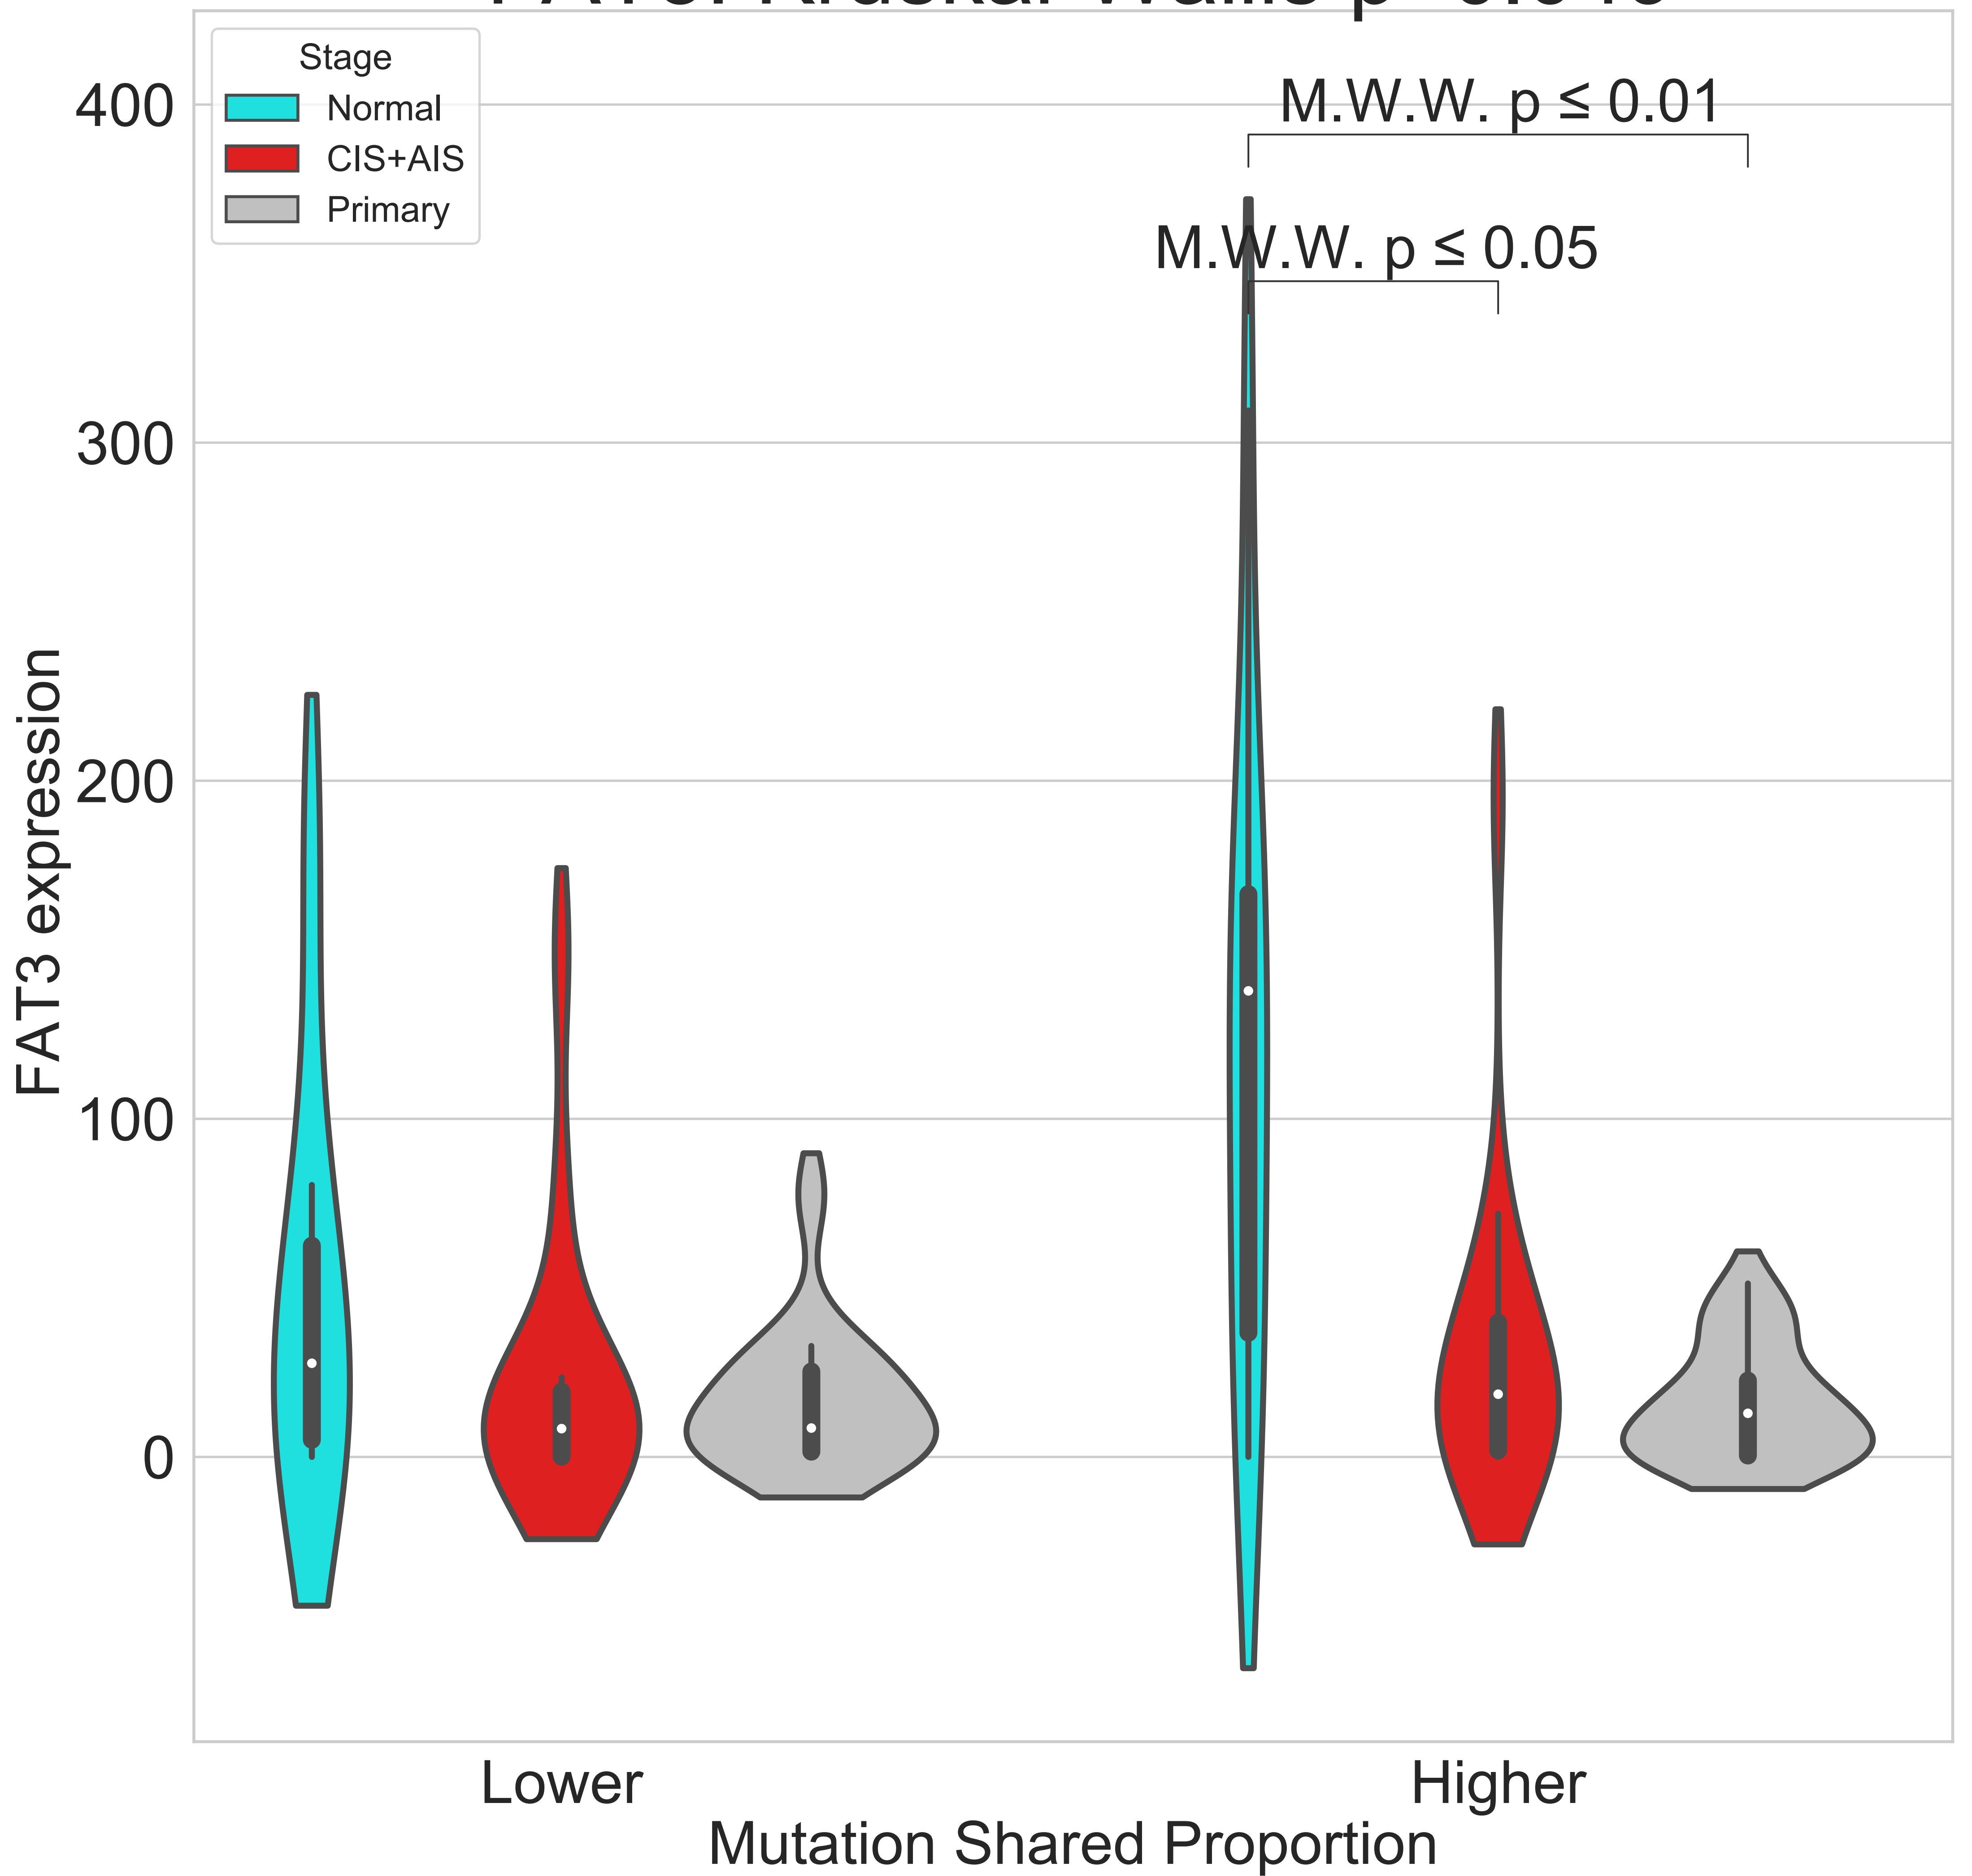 Stage
Normal
CIS+AIS
Primary
M.W.W. p ≤ 0.01
M.W.W. p ≤ 0.05
400
300
200
100
0
FAT3 expression
Lower
Higher
Mutation Shared Proportion